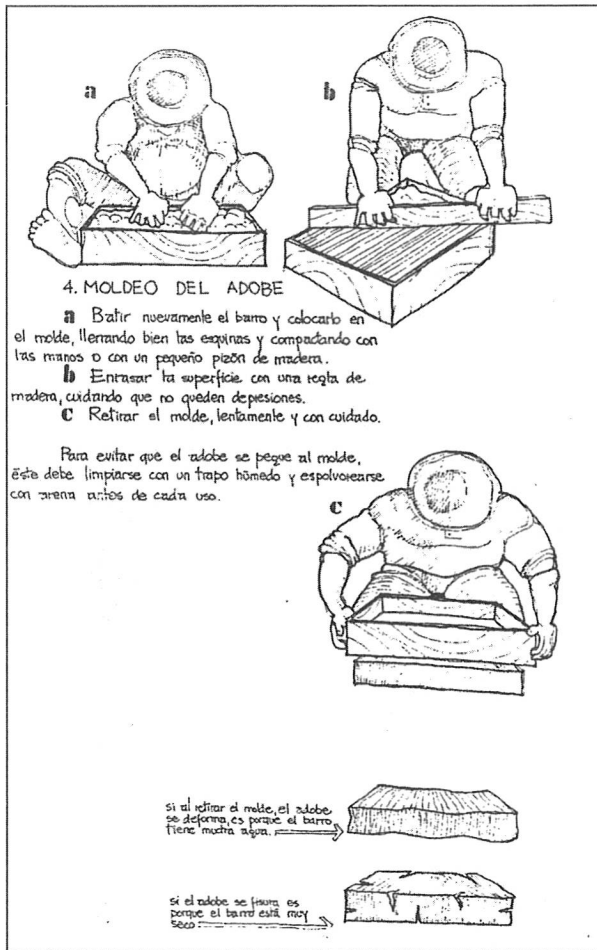 a
b
4. MOLDEO DEL ADOBE
a Batir nuevamente el barro y colocarlo en
el molde, llenando bien las esquinas y compactando con
las manos o con un pequeño pizón de madera.
b Enrasar la superficie con una regla de
madera, cuidando que no queden depresiones.
c Retirar el molde, lentamente y con cuidado.
Para evitar que el adobe se pegue al molde,
éste debe limpiarse con un trapo húmedo y espolvorearse
con arena antes de cada uso.
c
si al retirar el molde, el adobe
se deforma, es porque el barro
tiene mucha agua.
si el adobe se fisura es
porque el barro está muy
seco